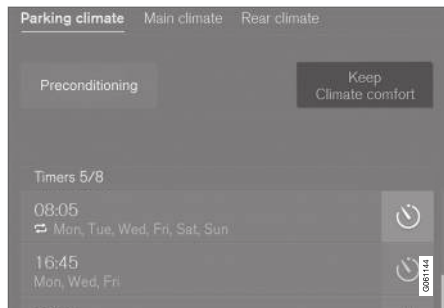 Parking climate Main climate Rear climate
Preconditioning
Keep
Climate comfort
Timers 5/8
08:05
Mon, Tue, Wed, Fri, Sat, Sun
16:45
Mon, Wed, Fri
G061144